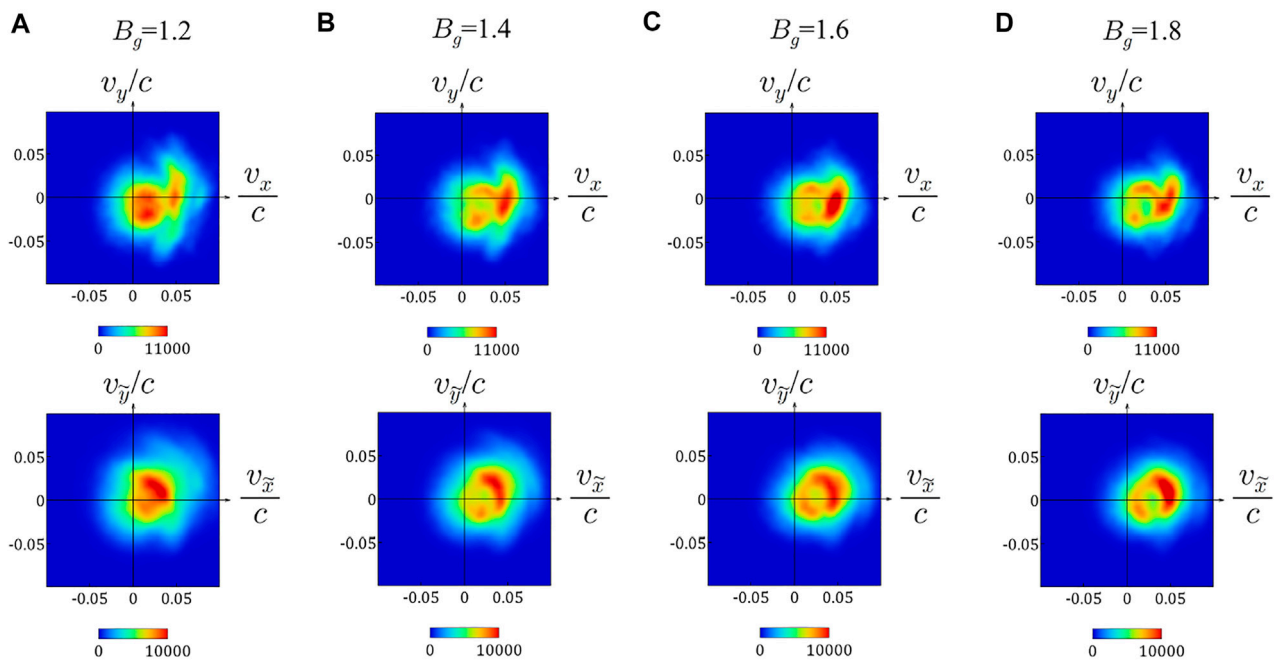 A B_g=1.2 B B_g=1.4 C B_g=1.6 D B_g=1.8
v_y/c v_y/c v_y/c v_y/c
0.05 0.05 0.05 0.05
0 v_x/c 0 v_x/c 0 v_x/c 0 v_x/c
-0.05 -0.05 -0.05 -0.05
-0.05 0 0.05 -0.05 0 0.05 -0.05 0 0.05 -0.05 0 0.05
0 11000 0 11000 0 11000 0 11000
v_ỹ/c v_ỹ/c v_ỹ/c v_ỹ/c
0.05 0.05 0.05 0.05
0 v_x̃/c 0 v_x̃/c 0 v_x̃/c 0 v_x̃/c
-0.05 -0.05 -0.05 -0.05
-0.05 0 0.05 -0.05 0 0.05 -0.05 0 0.05 -0.05 0 0.05
0 10000 0 10000 0 10000 0 10000